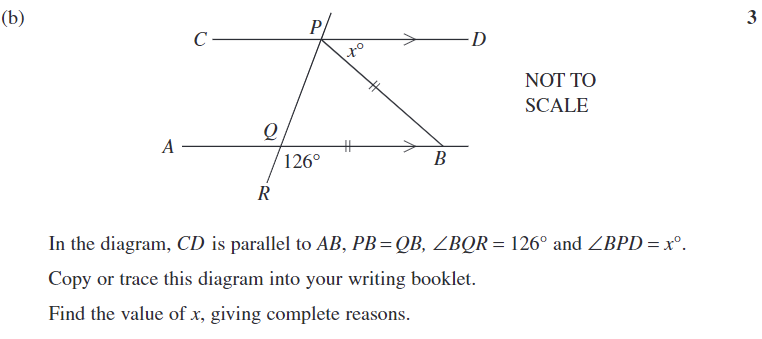 (b)
3
C
P
x°
D
NOT TO
SCALE
A
Q
126°
B
R
In the diagram, CD is parallel to AB, PB = QB, ∠BQR = 126° and ∠BPD = x°.
Copy or trace this diagram into your writing booklet.
Find the value of x, giving complete reasons.